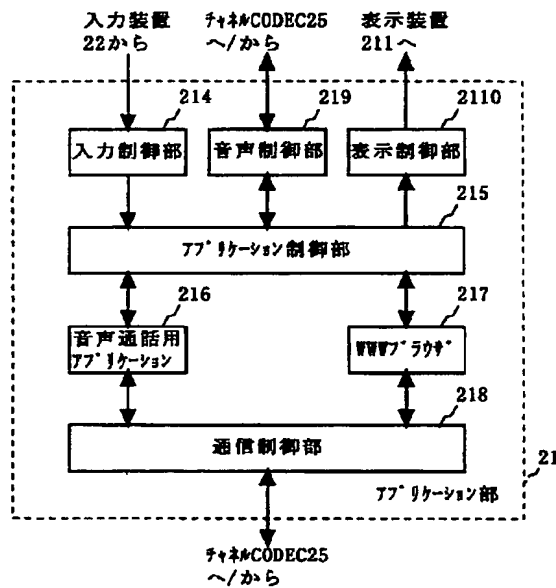 入力装置
22から
チャネルCODEC25
へ/から
表示装置
211へ
214
219
2110
入力制御部
音声制御部
表示制御部
215
アプリケーション制御部
216
217
音声通話用
アプリケーション
WWWブラウザ
218
通信制御部
21
アプリケーション部
チャネルCODEC25
へ/から